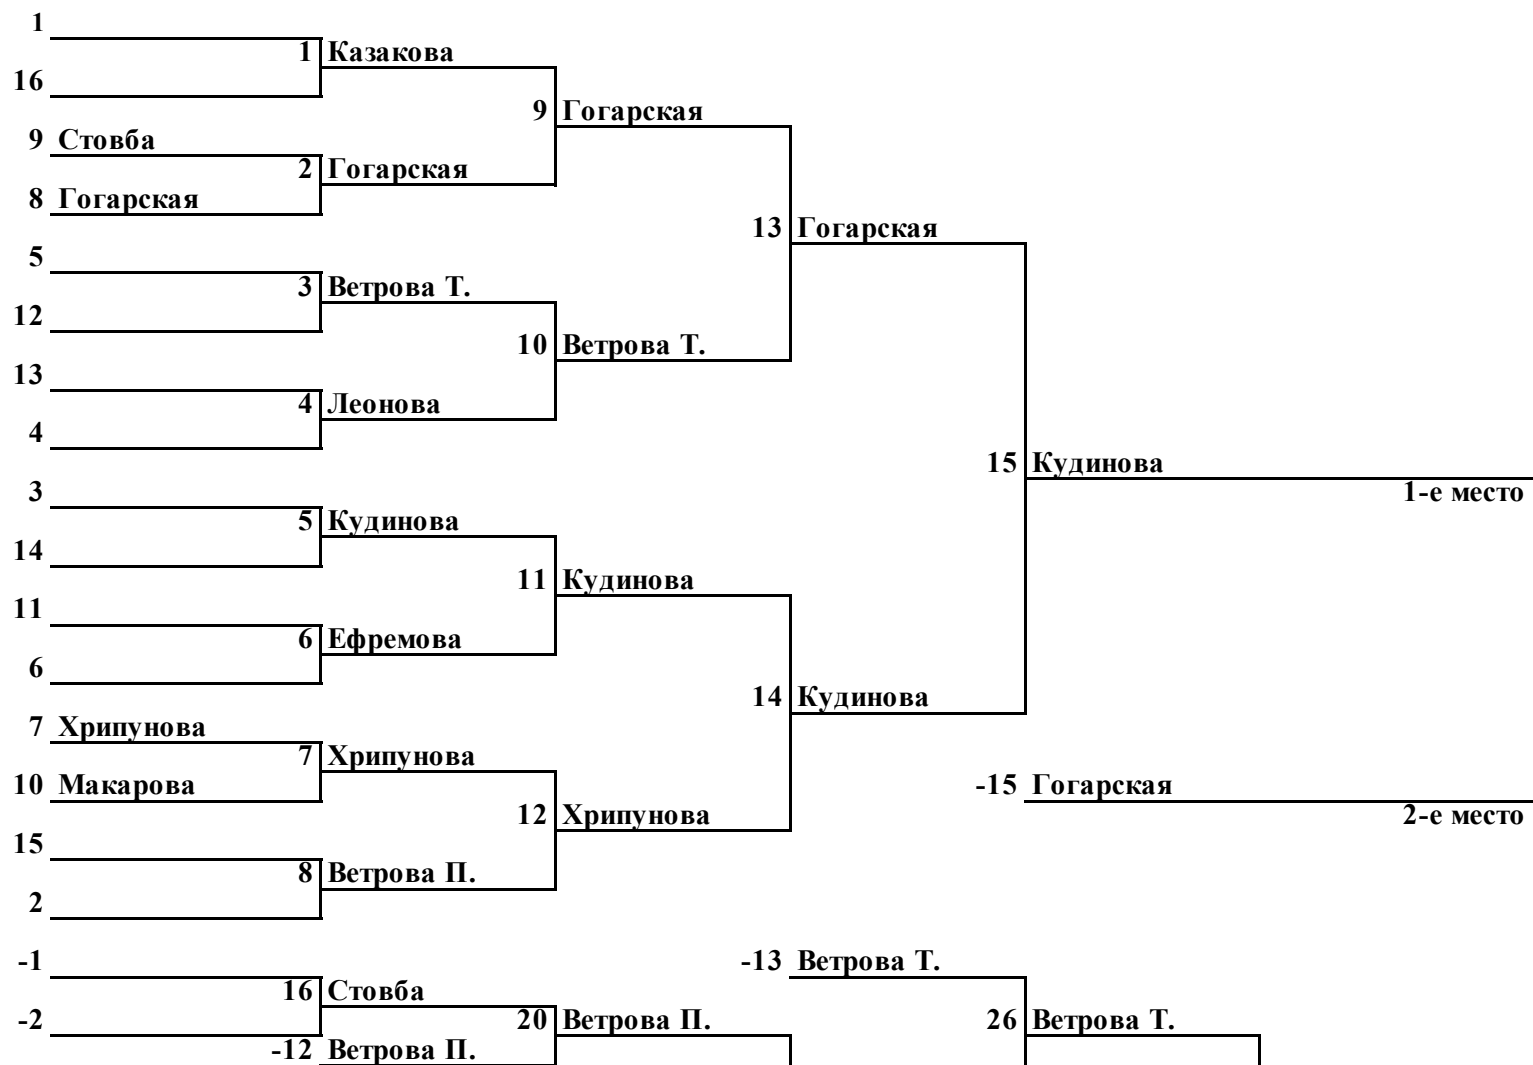 1
1 Казакова
16
9 Гогарская
9 Стовба
2 Гогарская
8 Гогарская
13 Гогарская
5
3 Ветрова Т.
12
10 Ветрова Т.
13
4 Леонова
4
15 Кудинова
3
1-е место
5 Кудинова
14
11 Кудинова
11
6 Ефремова
6
14 Кудинова
7 Хрипунова
7 Хрипунова
10 Макарова
-15 Гогарская
12 Хрипунова
2-е место
15
8 Ветрова П.
2
-1
-13 Ветрова Т.
16 Стовба
-2
20 Ветрова П.
26 Ветрова Т.
-12 Ветрова П.